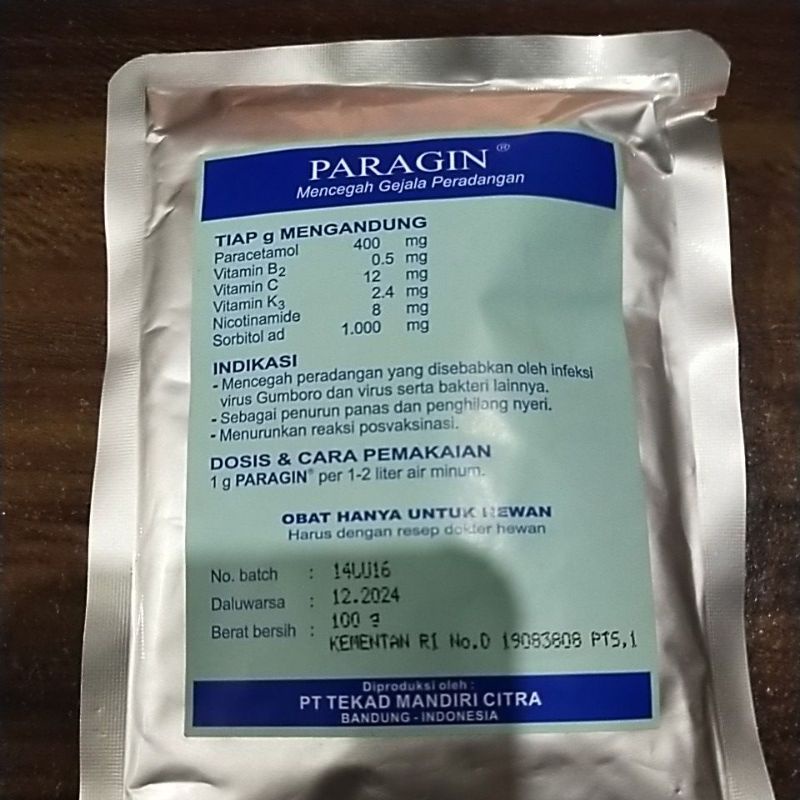 PARAGIN ®
Mencegah Gejala Peradangan
TIAP g MENGANDUNG
Paracetamol 400 mg
Vitamin B2 0.5 mg
Vitamin C 12 mg
Vitamin K3 2.4 mg
Nicotinamide 8 mg
Sorbitol ad 1.000 mg
INDIKASI
- Mencegah peradangan yang disebabkan oleh infeksi
virus Gumboro dan virus serta bakteri lainnya.
- Sebagai penurun panas dan penghilang nyeri.
- Menurunkan reaksi posvaksinasi.
DOSIS & CARA PEMAKAIAN
1 g PARAGIN® per 1-2 liter air minum.
OBAT HANYA UNTUK HEWAN
Harus dengan resep dokter hewan
No. batch : 14UU16
Daluwarsa : 12.2024
Berat bersih : 100 g
KEMENTAN RI No.D 19083808 PTS,1
Diproduksi oleh :
PT TEKAD MANDIRI CITRA
BANDUNG - INDONESIA